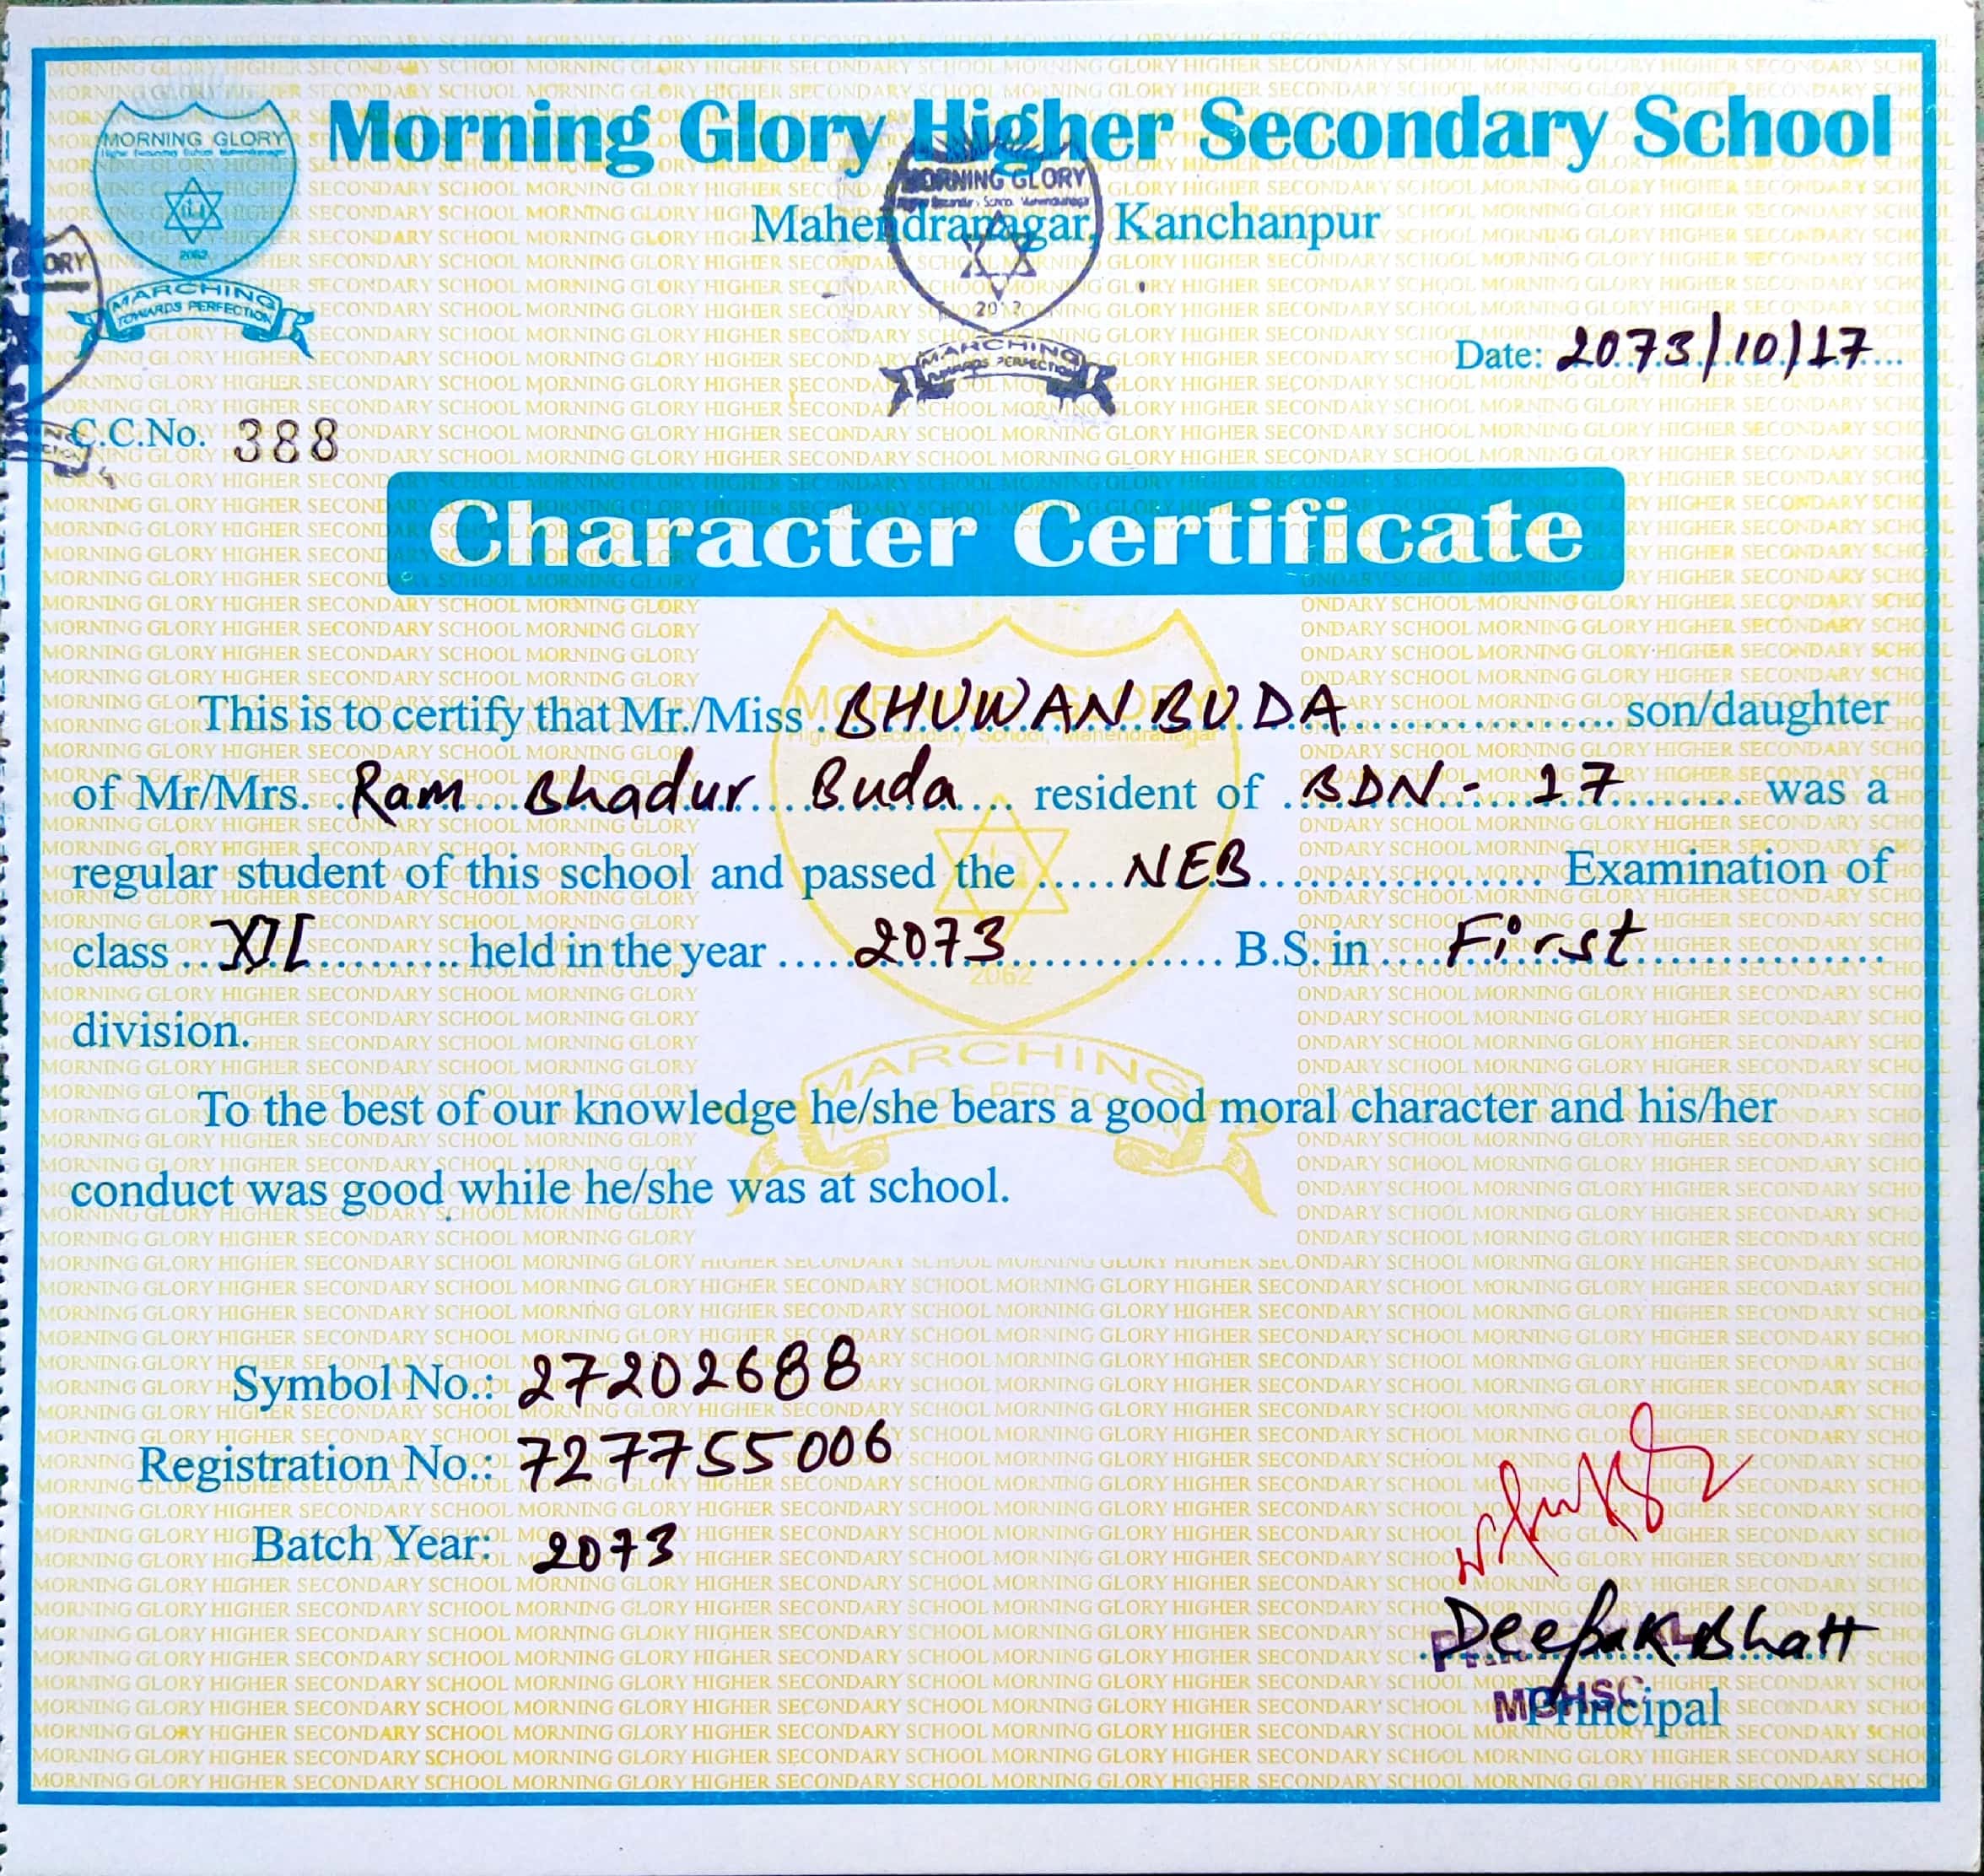 Morning Glory Higher Secondary School
MORNING GLORY
MARCHING
TOWARDS PERFECTION
2062
MORNING GLORY
Mahendranagar, Kanchanpur
MARCHING
TOWARDS PERFECTION
Date: 2073/10/17
C.C.No. 388
Character Certificate
This is to certify that Mr./Miss BHUWAN BUDA son/daughter
of Mr/Mrs. Ram Bhadur Buda resident of BDN - 17 was a
regular student of this school and passed the NEB Examination of
class XII held in the year 2073 B.S. in First
division.
To the best of our knowledge he/she bears a good moral character and his/her
conduct was good while he/she was at school.
Symbol No.: 27202688
Registration No.: 727755006
Batch Year: 2073
Deepak Bhatt
Principal
MGHSS